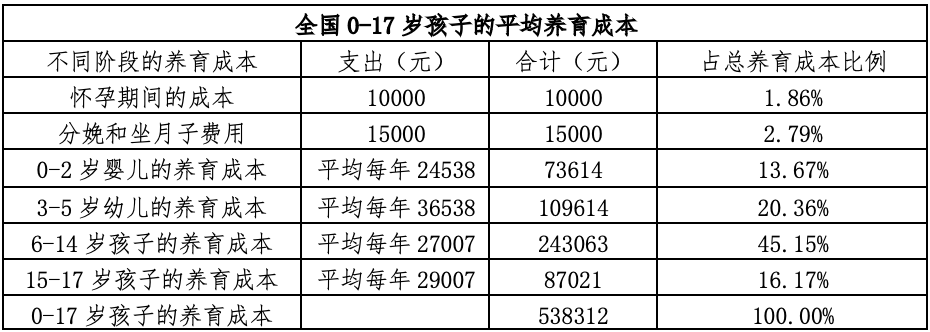 全国 0-17 岁孩子的平均养育成本
不同阶段的养育成本 支出（元） 合计（元） 占总养育成本比例
怀孕期间的成本 10000 10000 1.86%
分娩和坐月子费用 15000 15000 2.79%
0-2 岁婴儿的养育成本 平均每年 24538 73614 13.67%
3-5 岁幼儿的养育成本 平均每年 36538 109614 20.36%
6-14 岁孩子的养育成本 平均每年 27007 243063 45.15%
15-17 岁孩子的养育成本 平均每年 29007 87021 16.17%
0-17 岁孩子的养育成本 538312 100.00%